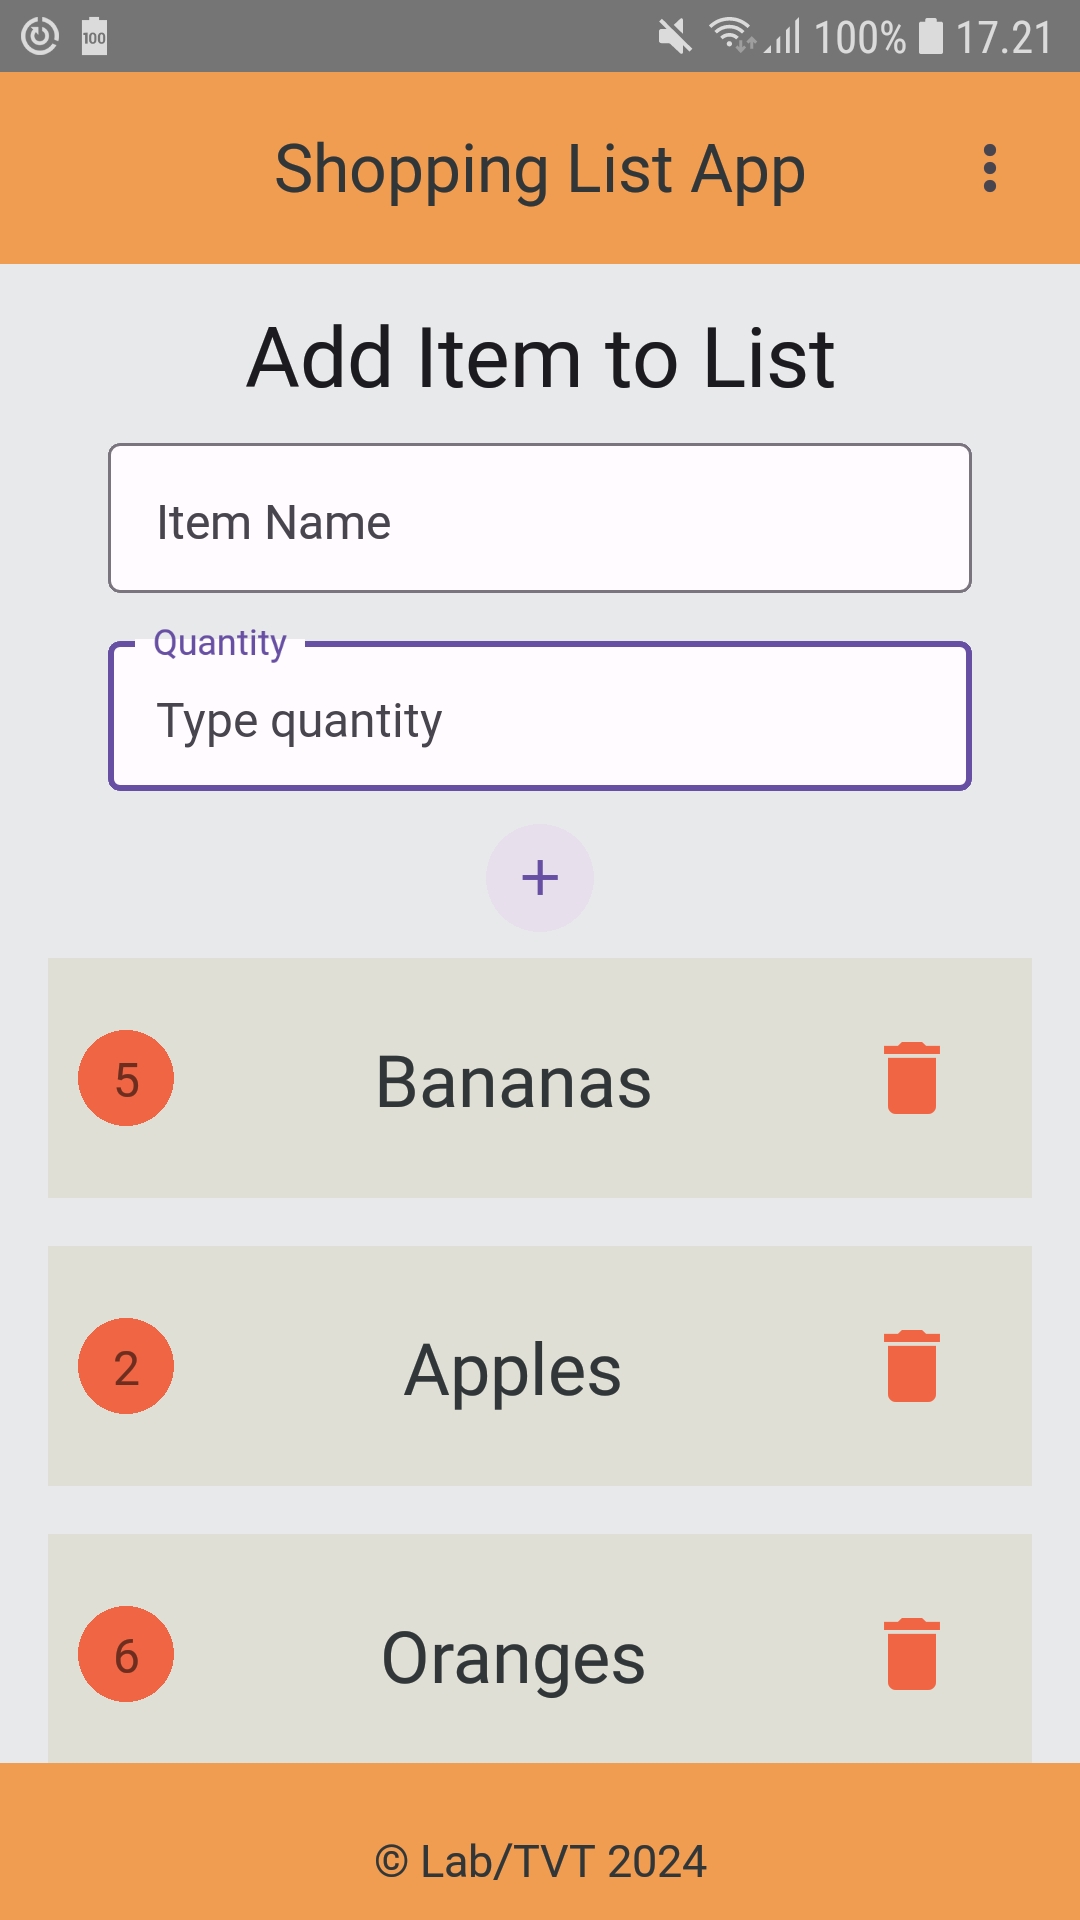 100 100% 17.21
Shopping List App
Add Item to List
Item Name
Quantity
Type quantity
+
5 Bananas
2 Apples
6 Oranges
© Lab/TVT 2024